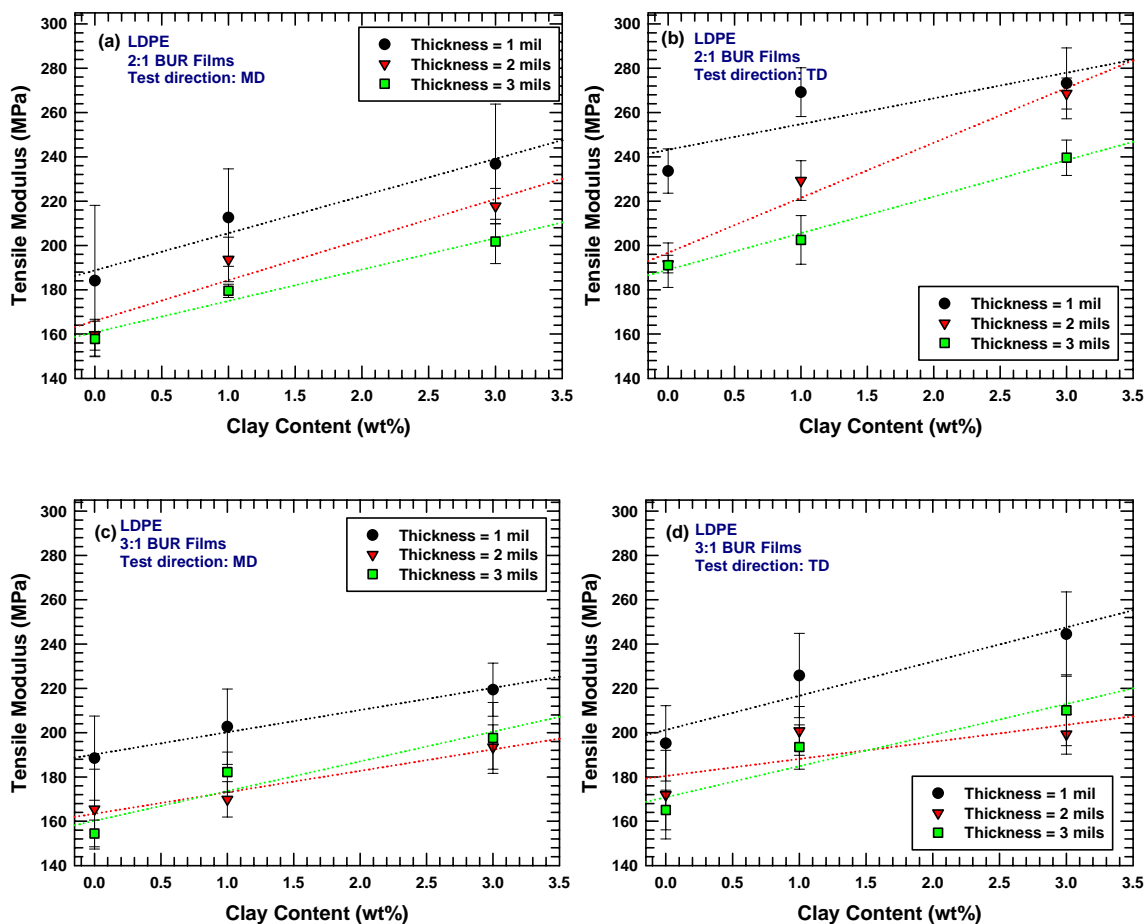 (a)
LDPE
2:1 BUR Films
Test direction: MD
Thickness = 1 mil
Thickness = 2 mils
Thickness = 3 mils
Tensile Modulus (MPa)
300
280
260
240
220
200
180
160
140
0.0 0.5 1.0 1.5 2.0 2.5 3.0 3.5
Clay Content (wt%)
(b)
LDPE
2:1 BUR Films
Test direction: TD
Thickness = 1 mil
Thickness = 2 mils
Thickness = 3 mils
Tensile Modulus (MPa)
300
280
260
240
220
200
180
160
140
0.0 0.5 1.0 1.5 2.0 2.5 3.0 3.5
Clay Content (wt%)
(c)
LDPE
3:1 BUR Films
Test direction: MD
Thickness = 1 mil
Thickness = 2 mils
Thickness = 3 mils
Tensile Modulus (MPa)
300
280
260
240
220
200
180
160
140
0.0 0.5 1.0 1.5 2.0 2.5 3.0 3.5
Clay Content (wt%)
(d)
LDPE
3:1 BUR Films
Test direction: TD
Thickness = 1 mil
Thickness = 2 mils
Thickness = 3 mils
Tensile Modulus (MPa)
300
280
260
240
220
200
180
160
140
0.0 0.5 1.0 1.5 2.0 2.5 3.0 3.5
Clay Content (wt%)